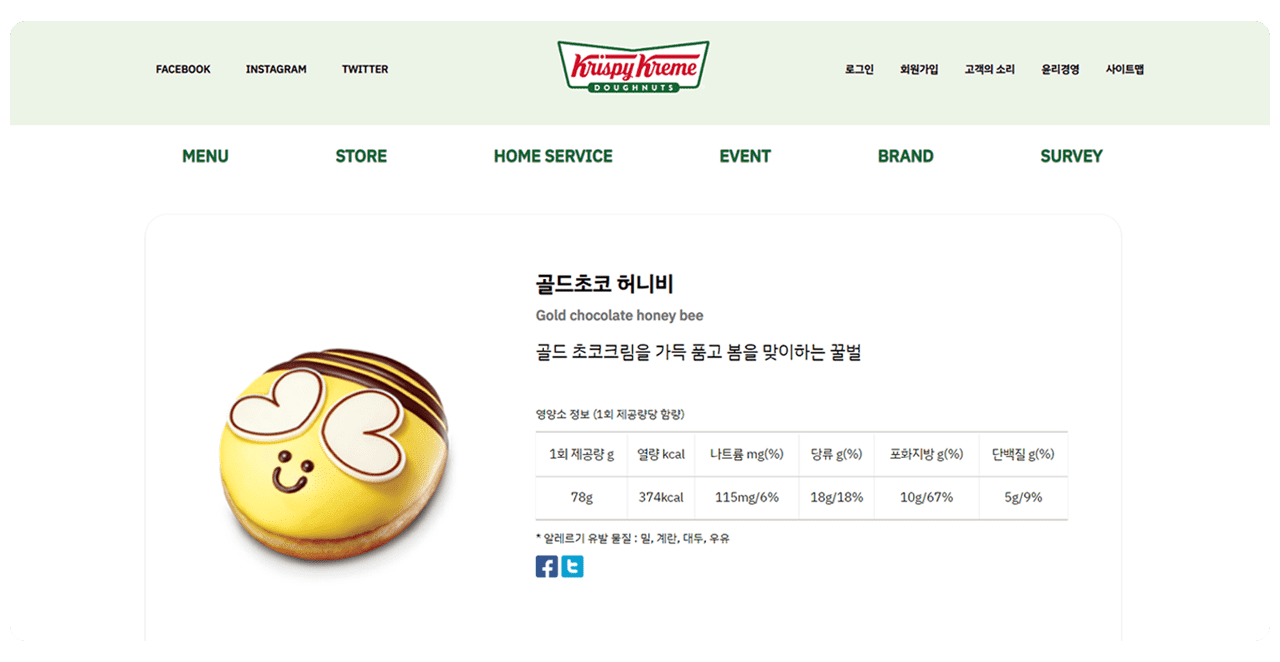 FACEBOOK INSTAGRAM TWITTER
Krispy Kreme
DOUGHNUTS
로그인 회원가입 고객의 소리 윤리경영 사이트맵
MENU STORE HOME SERVICE EVENT BRAND SURVEY
골드초코 허니비
Gold chocolate honey bee
골드 초코크림을 가득 품고 봄을 맞이하는 꿀벌
영양소 정보 (1회 제공량당 함량)
1회 제공량 g 열량 kcal 나트륨 mg(%) 당류 g(%) 포화지방 g(%) 단백질 g(%)
78g 374kcal 115mg/6% 18g/18% 10g/67% 5g/9%
* 알레르기 유발 물질 : 밀, 계란, 대두, 우유